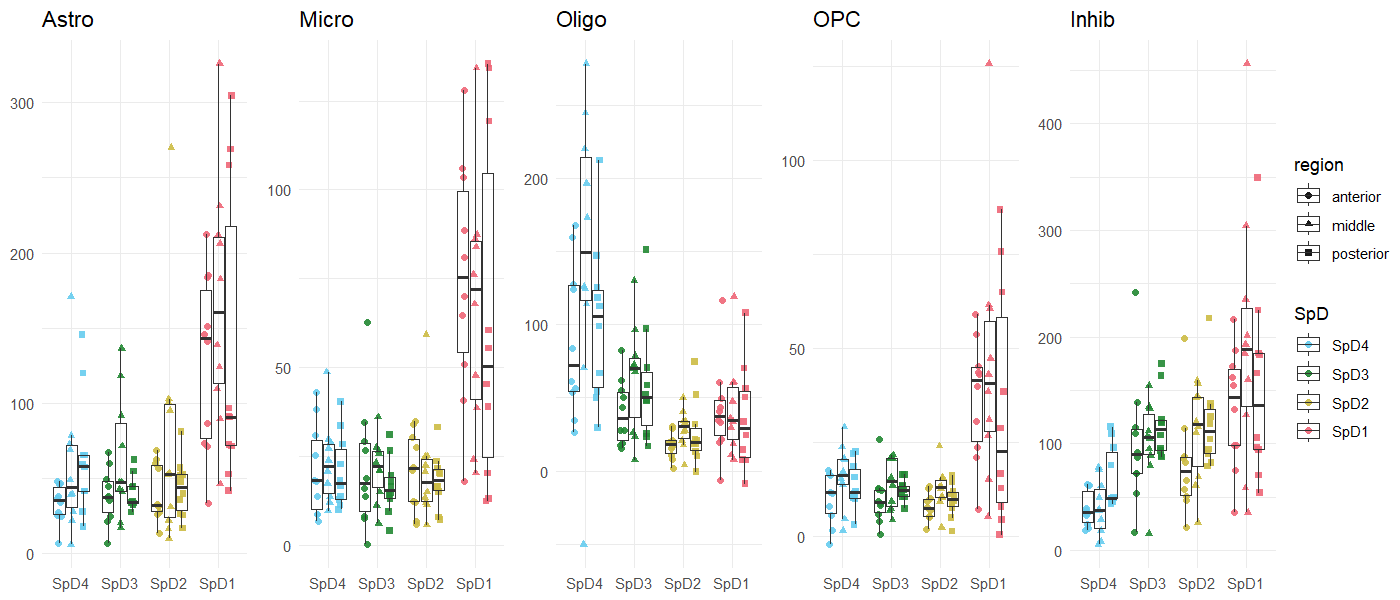 Astro
300
200
100
0
SpD4 SpD3 SpD2 SpD1
Micro
100
50
0
SpD4 SpD3 SpD2 SpD1
Oligo
200
100
0
SpD4 SpD3 SpD2 SpD1
OPC
100
50
0
SpD4 SpD3 SpD2 SpD1
Inhib
400
300
200
100
0
SpD4 SpD3 SpD2 SpD1
region
anterior
middle
posterior
SpD
SpD4
SpD3
SpD2
SpD1